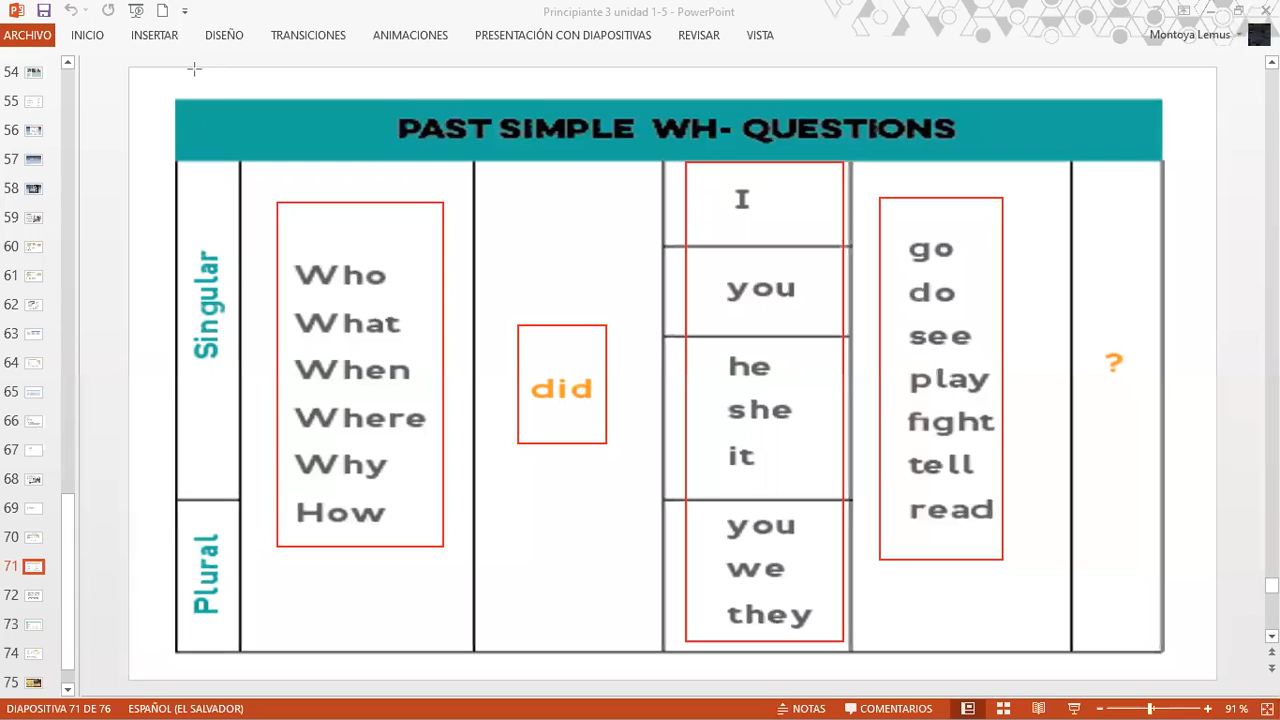 Principiante 3 unidad 1-5 - PowerPoint
ARCHIVO INICIO INSERTAR DISEÑO TRANSICIONES ANIMACIONES PRESENTACIÓN CON DIAPOSITIVAS REVISAR VISTA Montoya Lemus
54
55
56
57
58
59
60
61
62
63
64
65
66
67
68
69
70
71
72
73
74
75
PAST SIMPLE WH- QUESTIONS
Singular
Plural
Who
What
When
Where
Why
How
did
I
you
he
she
it
you
we
they
go
do
see
play
fight
tell
read
?
DIAPOSITIVA 71 DE 76 ESPAÑOL (EL SALVADOR) NOTAS COMENTARIOS 91 %